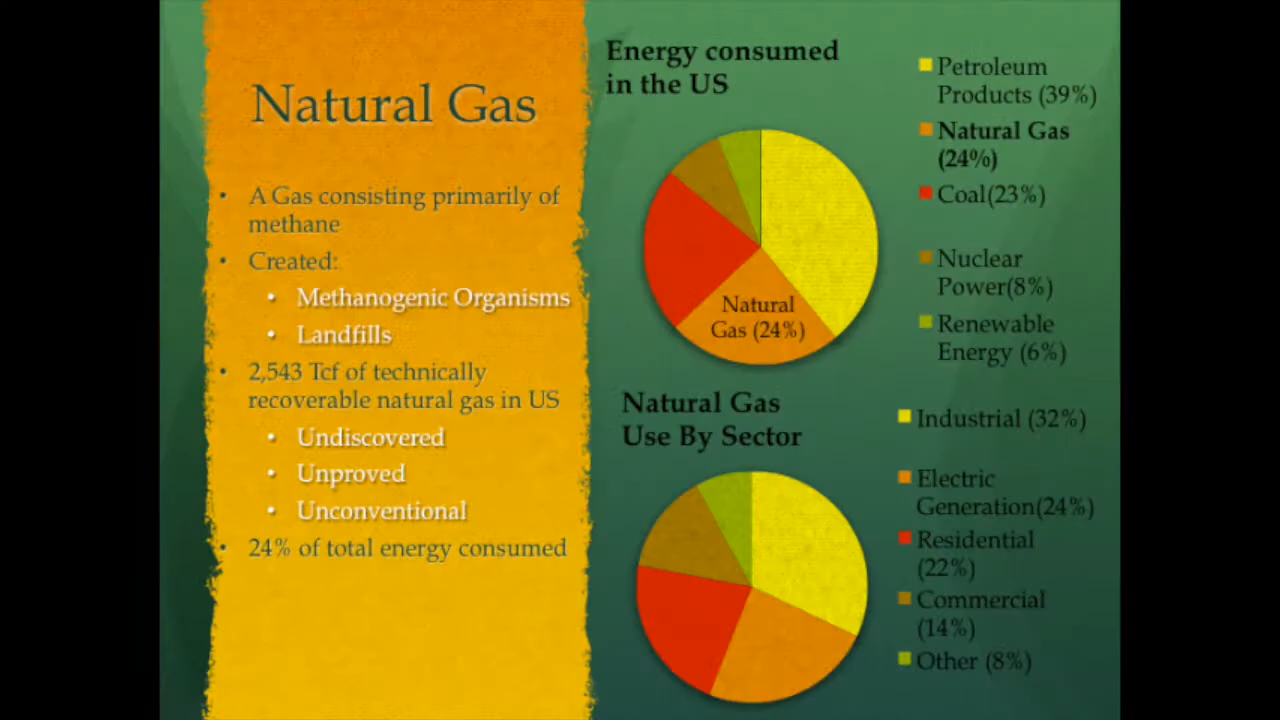 Natural Gas
• A Gas consisting primarily of
methane
• Created:
• Methanogenic Organisms
• Landfills
• 2,543 Tcf of technically
recoverable natural gas in US
• Undiscovered
• Unproved
• Unconventional
• 24% of total energy consumed
Energy consumed
in the US
Natural
Gas (24%)
Petroleum
Products (39%)
Natural Gas
(24%)
Coal(23%)
Nuclear
Power(8%)
Renewable
Energy (6%)
Natural Gas
Use By Sector
Industrial (32%)
Electric
Generation(24%)
Residential
(22%)
Commercial
(14%)
Other (8%)